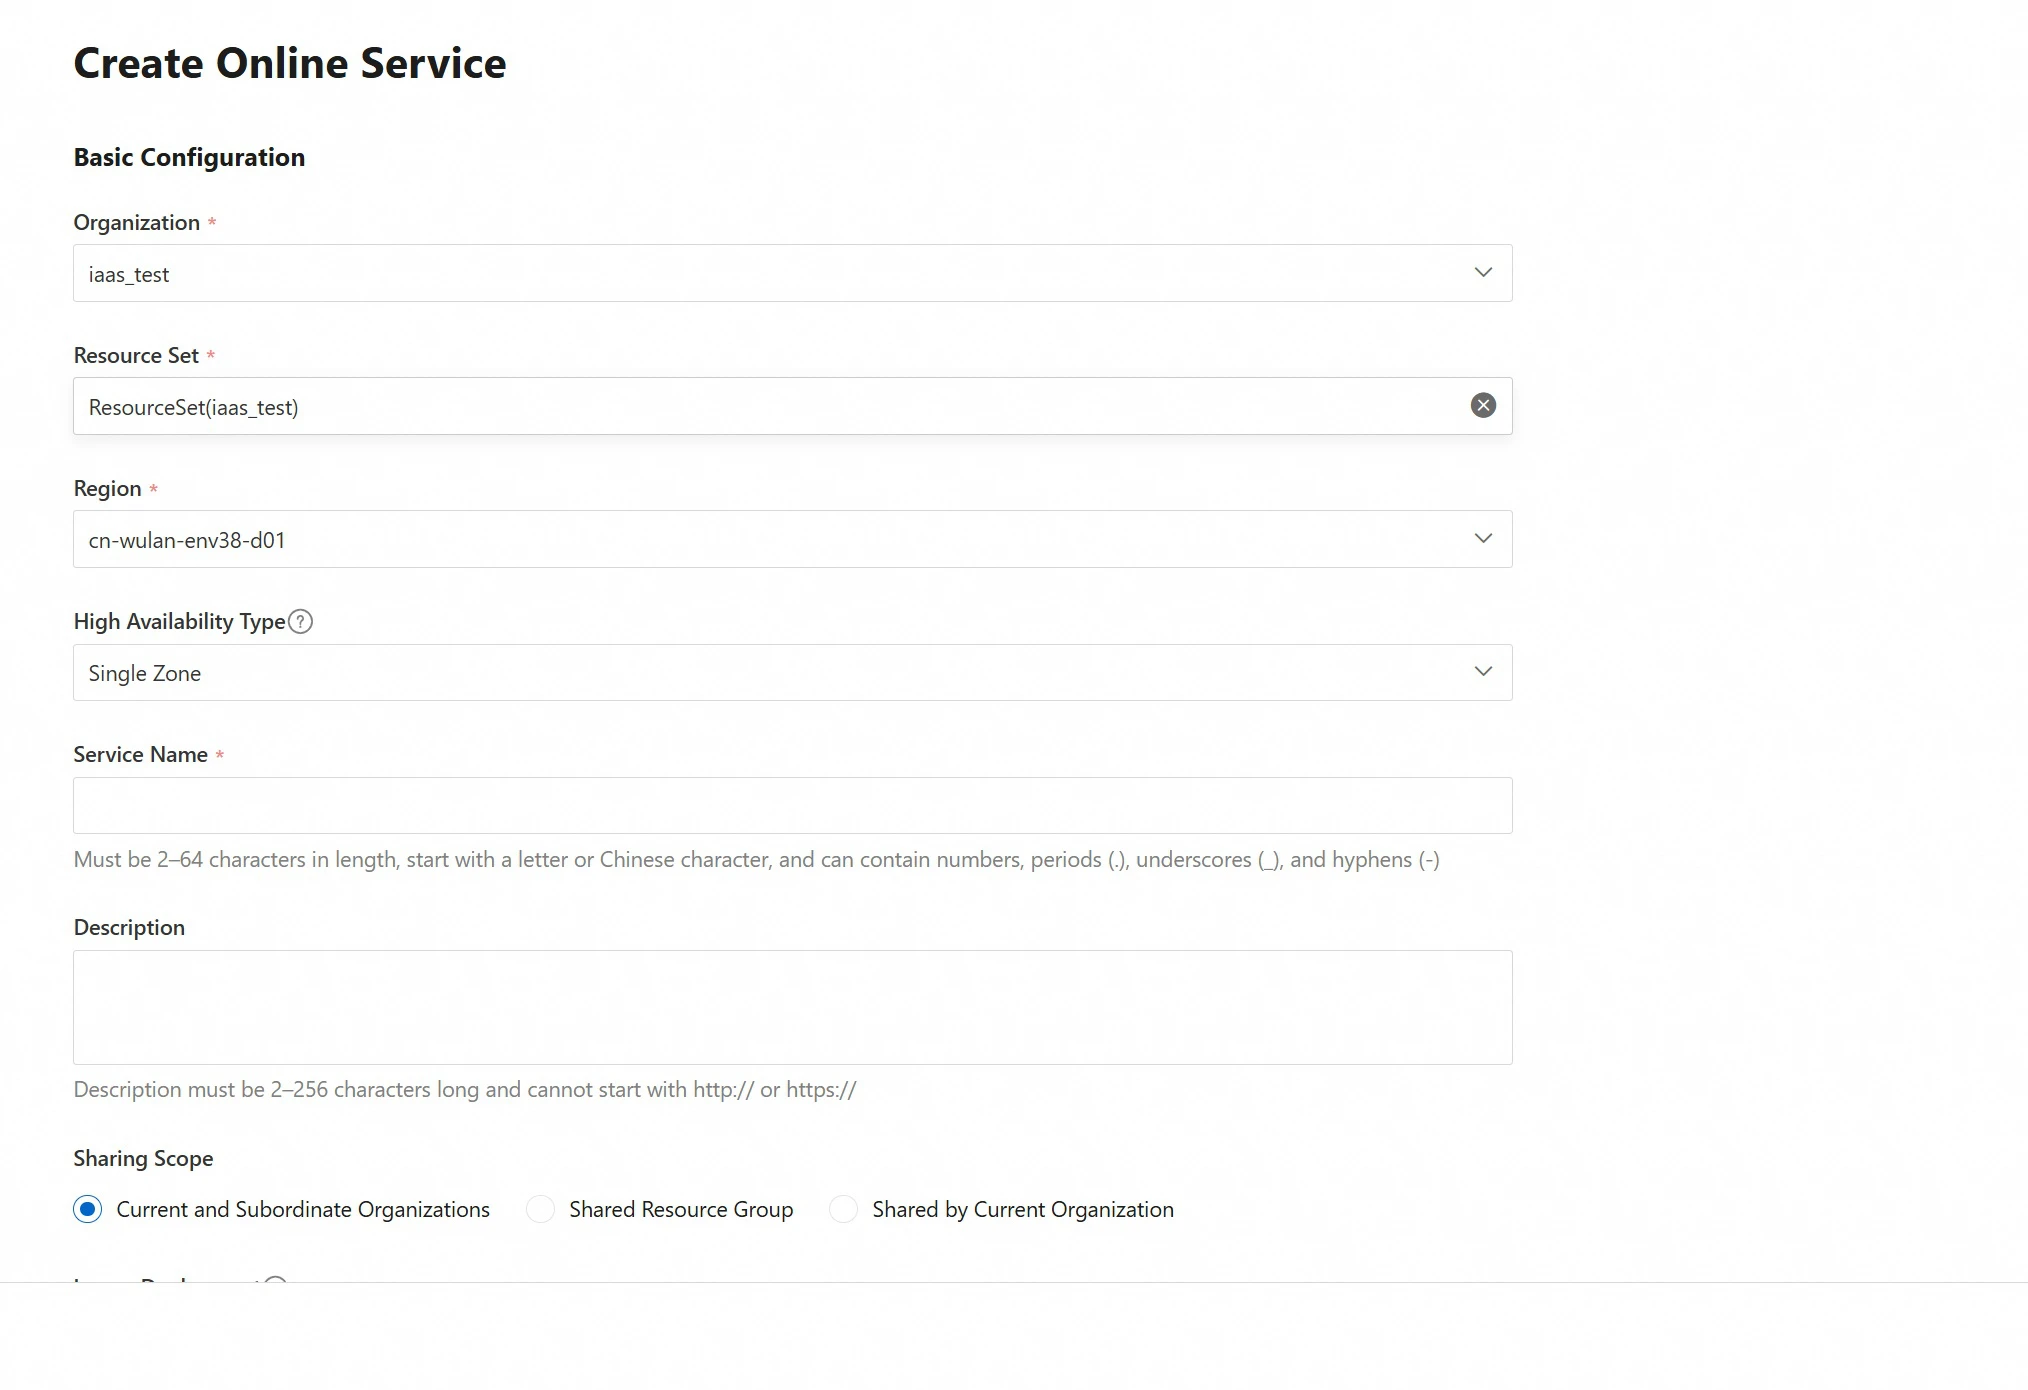 Create Online Service
Basic Configuration
Organization *
iaas_test
Resource Set *
ResourceSet(iaas_test)
Region *
cn-wulan-env38-d01
High Availability Type ?
Single Zone
Service Name *
Must be 2–64 characters in length, start with a letter or Chinese character, and can contain numbers, periods (.), underscores (_), and hyphens (-)
Description
Description must be 2–256 characters long and cannot start with http:// or https://
Sharing Scope
Current and Subordinate Organizations Shared Resource Group Shared by Current Organization